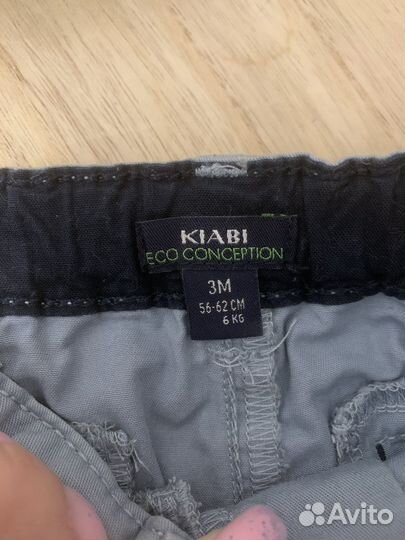 KIABI
ECO CONCEPTION
3M
56-62 CM
6 KG
Avito